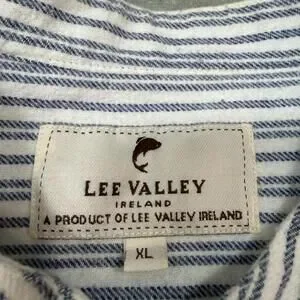 LEE VALLEY
IRELAND
A PRODUCT OF LEE VALLEY IRELAND
XL